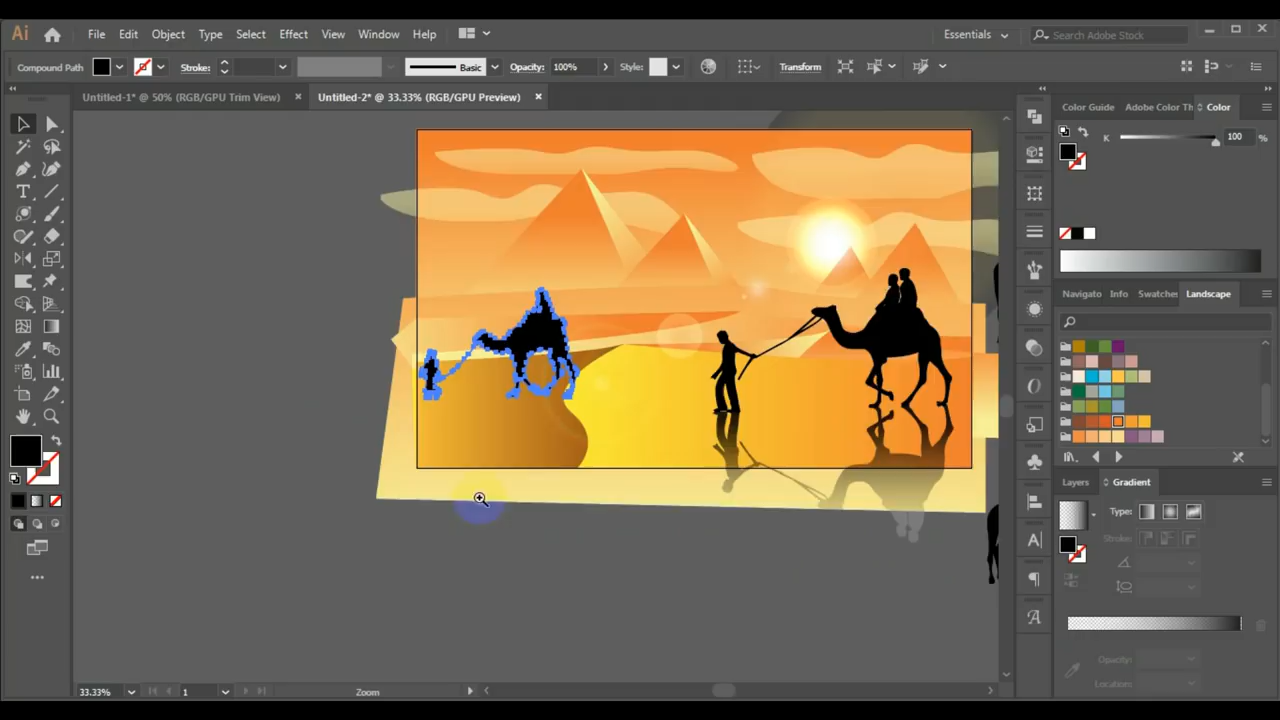 Ai File Edit Object Type Select Effect View Window Help Essentials Search Adobe Stock
Compound Path Stroke: Basic Opacity: 100% Style: Transform
Untitled-1* @ 50% (RGB/GPU Trim View) × Untitled-2* @ 33.33% (RGB/GPU Preview) ×
Color Guide Adobe Color Th Color
K 100 %
Navigato Info Swatches Landscape
Layers Gradient
Type:
Stroke:
Opacity:
Location:
33.33% 1 Zoom